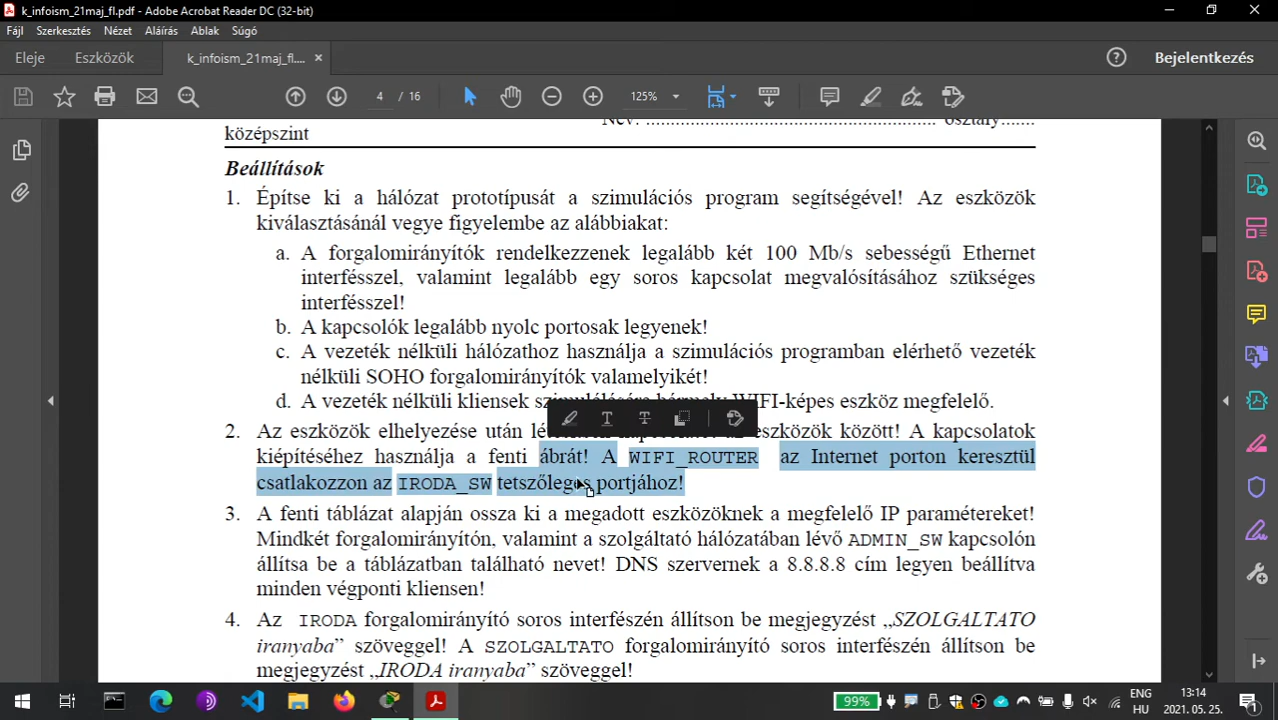 k_infoism_21maj_fl.pdf - Adobe Acrobat Reader DC (32-bit)
Fájl Szerkesztés Nézet Aláírás Ablak Súgó
Eleje Eszközök k_infoism_21maj_fl.... × Bejelentkezés
4 / 16 125%
Név: ........................................................... osztály.......
középszint
Beállítások
1. Építse ki a hálózat prototípusát a szimulációs program segítségével! Az eszközök
kiválasztásánál vegye figyelembe az alábbiakat:
a. A forgalomirányítók rendelkezzenek legalább két 100 Mb/s sebességű Ethernet
interfésszel, valamint legalább egy soros kapcsolat megvalósításához szükséges
interfésszel!
b. A kapcsolók legalább nyolc portosak legyenek!
c. A vezeték nélküli hálózathoz használja a szimulációs programban elérhető vezeték
nélküli SOHO forgalomirányítók valamelyikét!
d. A vezeték nélküli kliensek szimulálására bármely WIFI-képes eszköz megfelelő.
2. Az eszközök elhelyezése után eszközök között! A kapcsolatok
kiépítéséhez használja a fenti ábrát! A WIFI_ROUTER az Internet porton keresztül
csatlakozzon az IRODA_SW tetszőleges portjához!
3. A fenti táblázat alapján ossza ki a megadott eszközöknek a megfelelő IP paramétereket!
Mindkét forgalomirányítón, valamint a szolgáltató hálózatában lévő ADMIN_SW kapcsolón
állítsa be a táblázatban található nevet! DNS szervernek a 8.8.8.8 cím legyen beállítva
minden végponti kliensen!
4. Az IRODA forgalomirányító soros interfészén állítson be megjegyzést „SZOLGALTATO
iranyaba” szöveggel! A SZOLGALTATO forgalomirányító soros interfészén állítson be
megjegyzést „IRODA iranyaba” szöveggel!
99% ENG HU 13:14 2021. 05. 25.